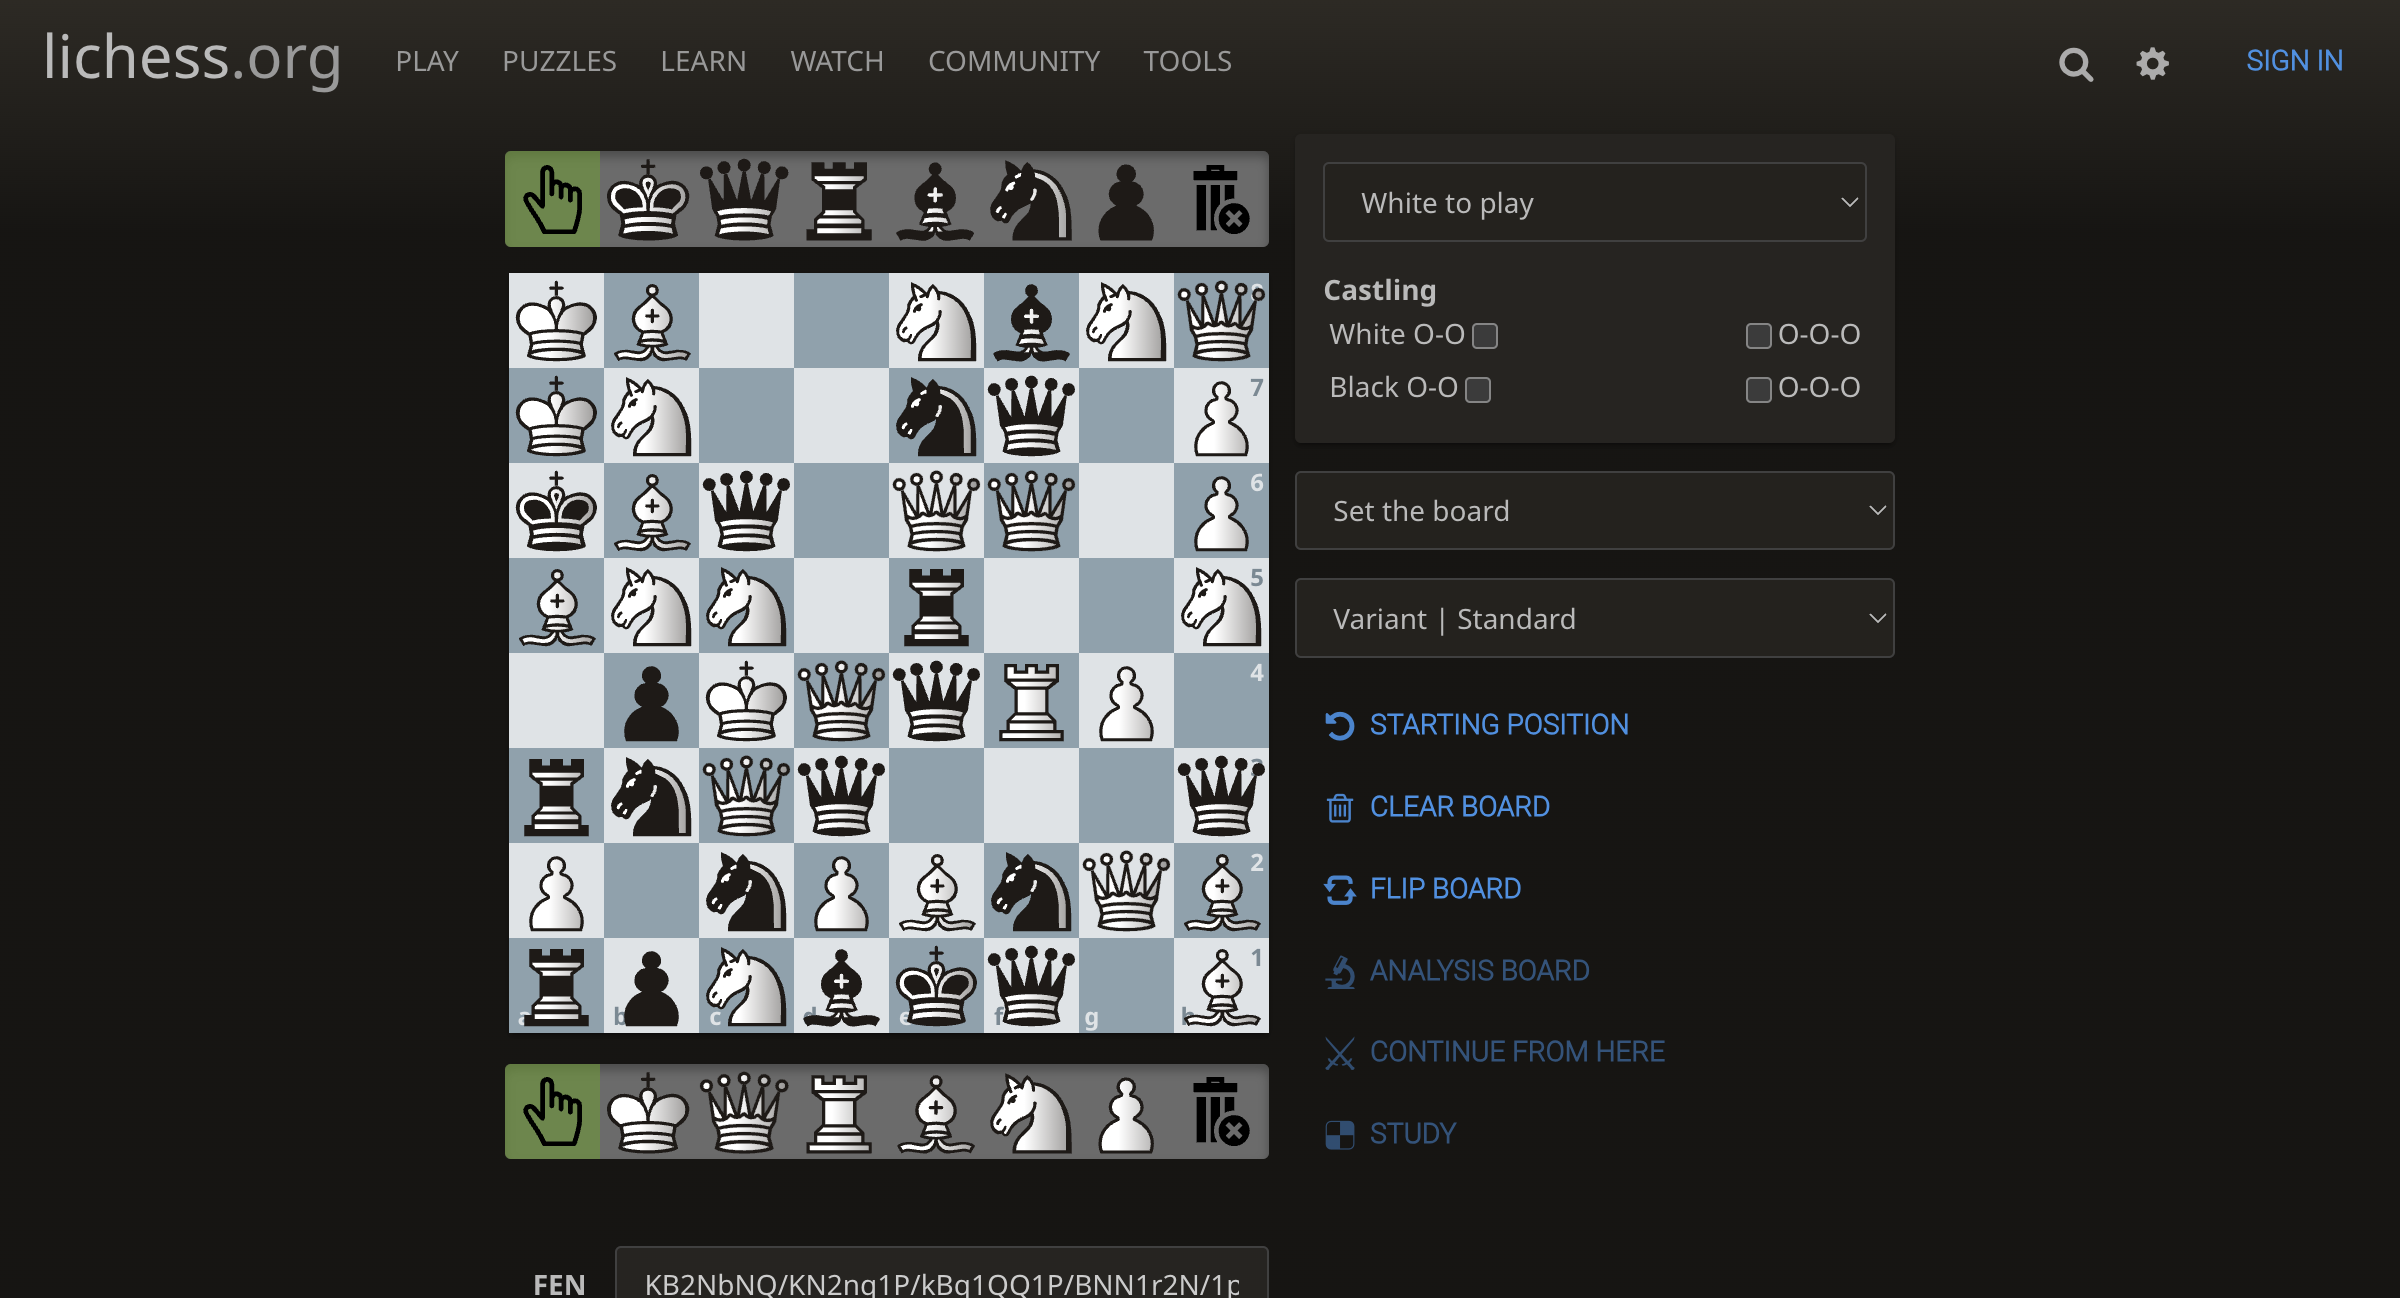 lichess.org PLAY PUZZLES LEARN WATCH COMMUNITY TOOLS SIGN IN
White to play
Castling
White O-O O-O-O
Black O-O O-O-O
Set the board
Variant | Standard
STARTING POSITION
CLEAR BOARD
FLIP BOARD
ANALYSIS BOARD
CONTINUE FROM HERE
STUDY
8
7
6
5
4
3
2
1
a b c d e f g h
FEN KB2NbNQ/KN2nq1P/kBq1QQ1P/BNN1r2N/1p